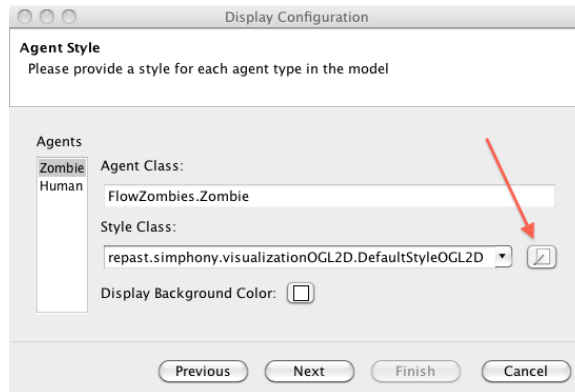 Display Configuration
Agent Style
Please provide a style for each agent type in the model
Agents
Zombie
Human
Agent Class:
FlowZombies.Zombie
Style Class:
repast.simphony.visualizationOGL2D.DefaultStyleOGL2D
Display Background Color:
Previous
Next
Finish
Cancel